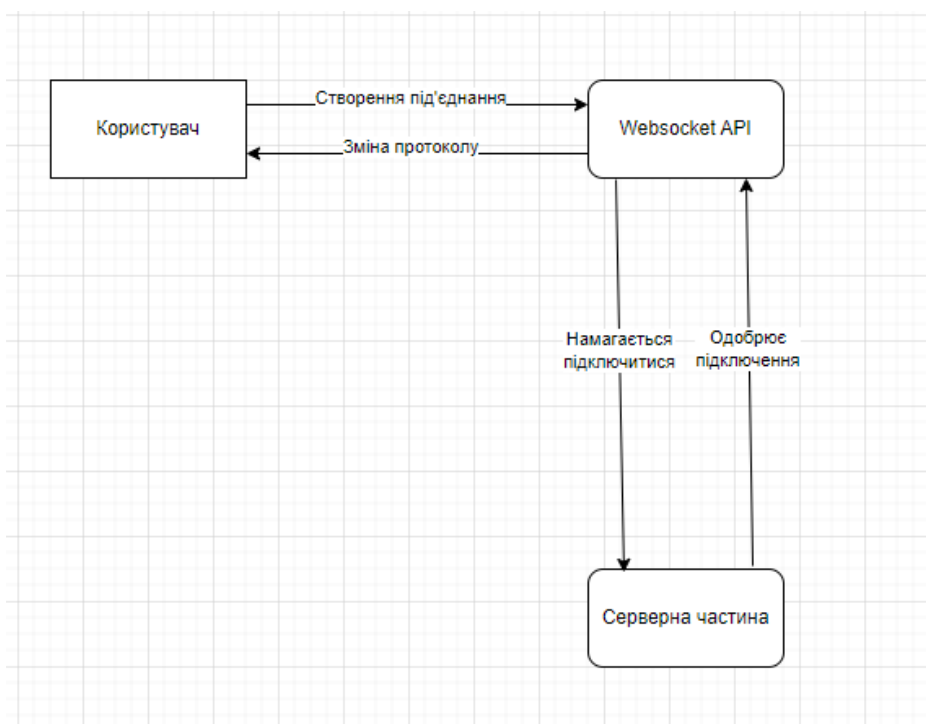 Створення під'єднання
Користувач
Websocket API
Зміна протоколу
Намагається
підключитися
Одобрює
підключення
Серверна частина